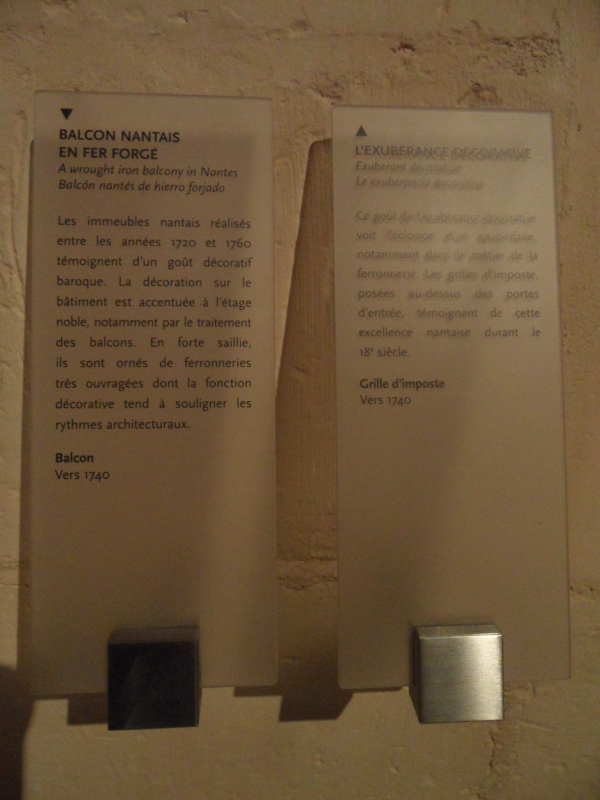 ▼
BALCON NANTAIS
EN FER FORGÉ
A wrought iron balcony in Nantes
Balcón nantés de hierro forjado
Les immeubles nantais réalisés
entre les années 1720 et 1760
témoignent d'un goût décoratif
baroque. La décoration sur le
bâtiment est accentuée à l'étage
noble, notamment par le traitement
des balcons. En forte saillie,
ils sont ornés de ferronneries
très ouvragées dont la fonction
décorative tend à souligner les
rythmes architecturaux.
Balcon
Vers 1740
▲
L'EXUBÉRANCE DÉCORATIVE
Exuberant décoration
Le exubérance décorative
Ce goût de l'exubérance décorative
voit l'éclosion d'un savoir-faire,
notamment dans le métier de la
ferronnerie. Les grilles d'imposte,
posées au-dessus des portes
d'entrée, témoignent de cette
excellence nantaise durant le
18e siècle.
Grille d'imposte
Vers 1740